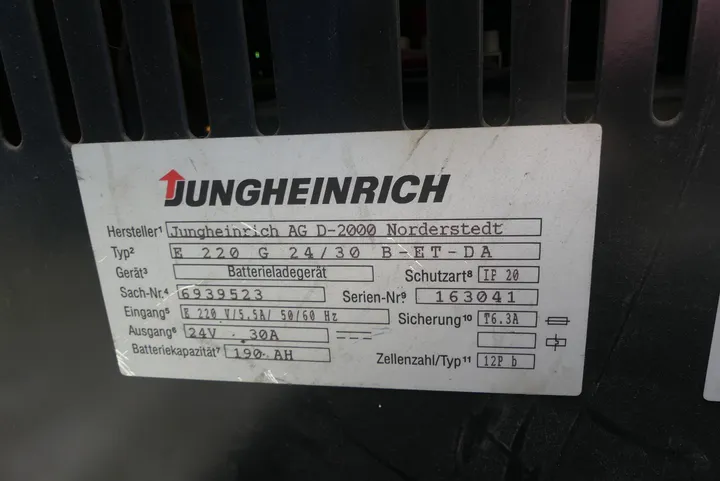 JUNGHEINRICH
Hersteller¹ Jungheinrich AG D-2000 Norderstedt
Typ² E 220 G 24/30 B-ET-DA
Gerät³ Batterieladegerät Schutzart⁸ IP 20
Sach-Nr.⁴ 6939523 Serien-Nr⁹ 163041
Eingang⁵ E 220 V/5.5A/ 50/60 Hz Sicherung¹⁰ T6.3A
Ausgang⁶ 24V . 30A
Batteriekapazität⁷ 190 AH Zellenzahl/Typ¹¹ 12P b